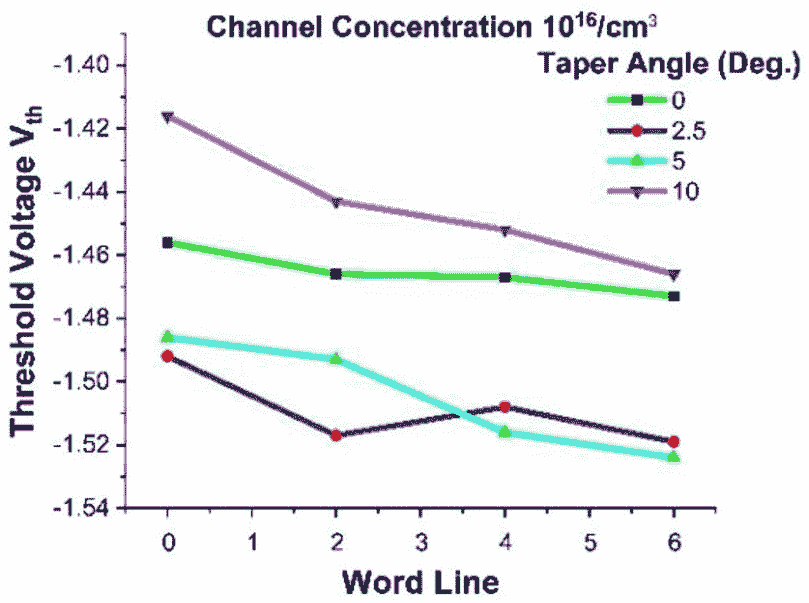 Channel Concentration 10¹⁶/cm³
Taper Angle (Deg.)
0
2.5
5
10
Threshold Voltage Vth
-1.40
-1.42
-1.44
-1.46
-1.48
-1.50
-1.52
-1.54
0 1 2 3 4 5 6
Word Line